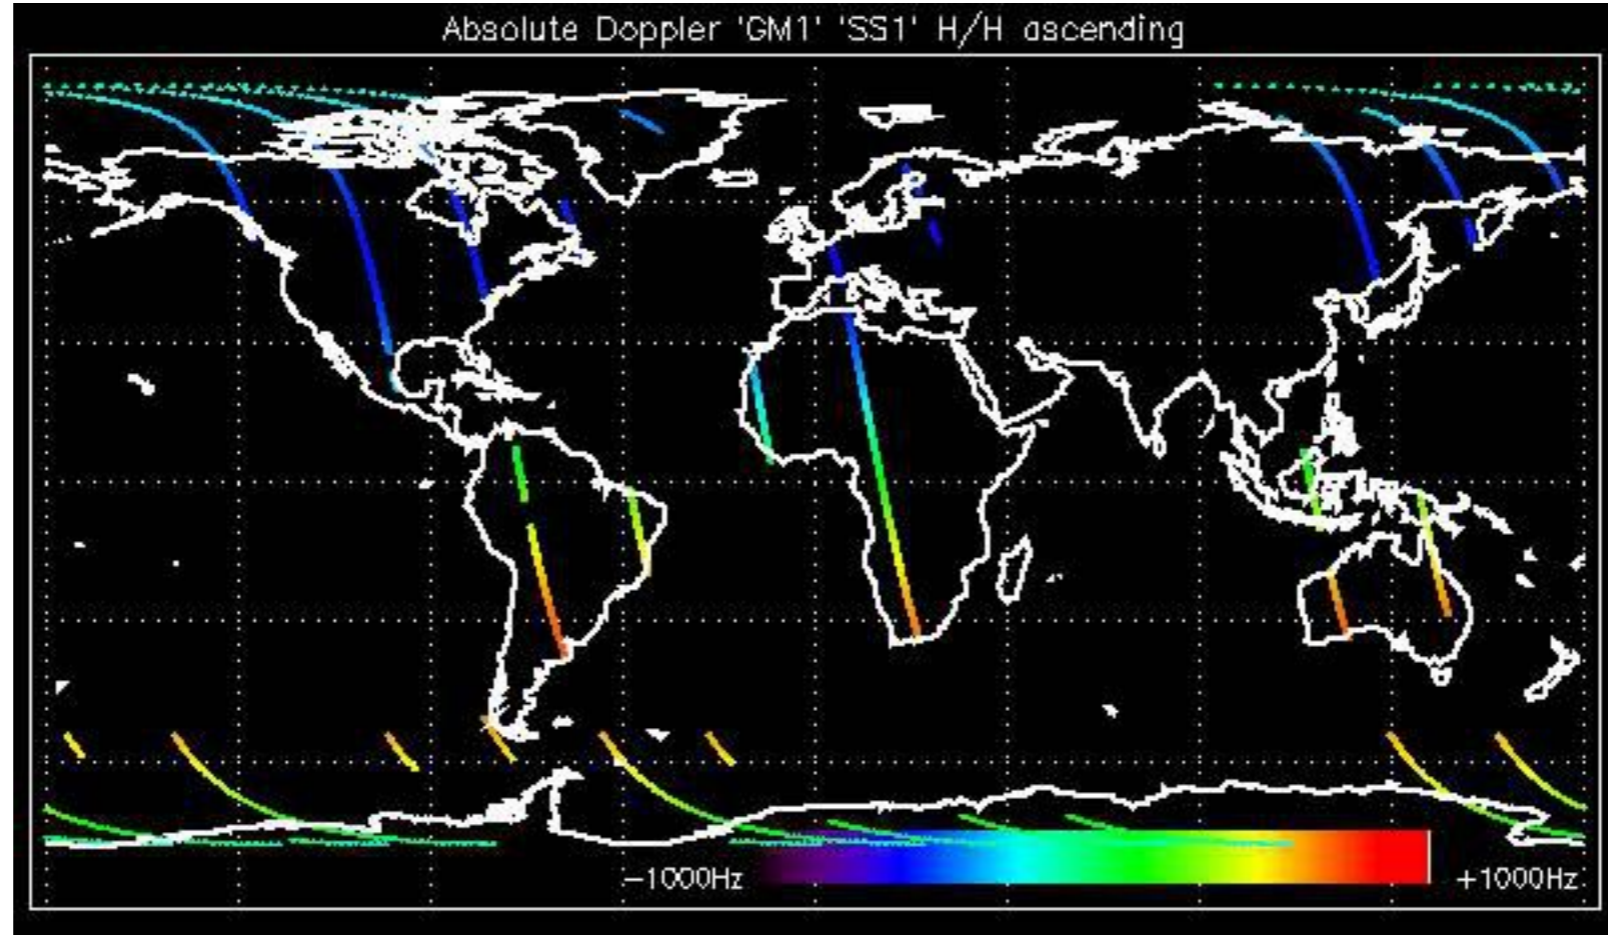 Absolute Doppler 'GM1' 'SS1' H/H ascending
−1000Hz
+1000Hz